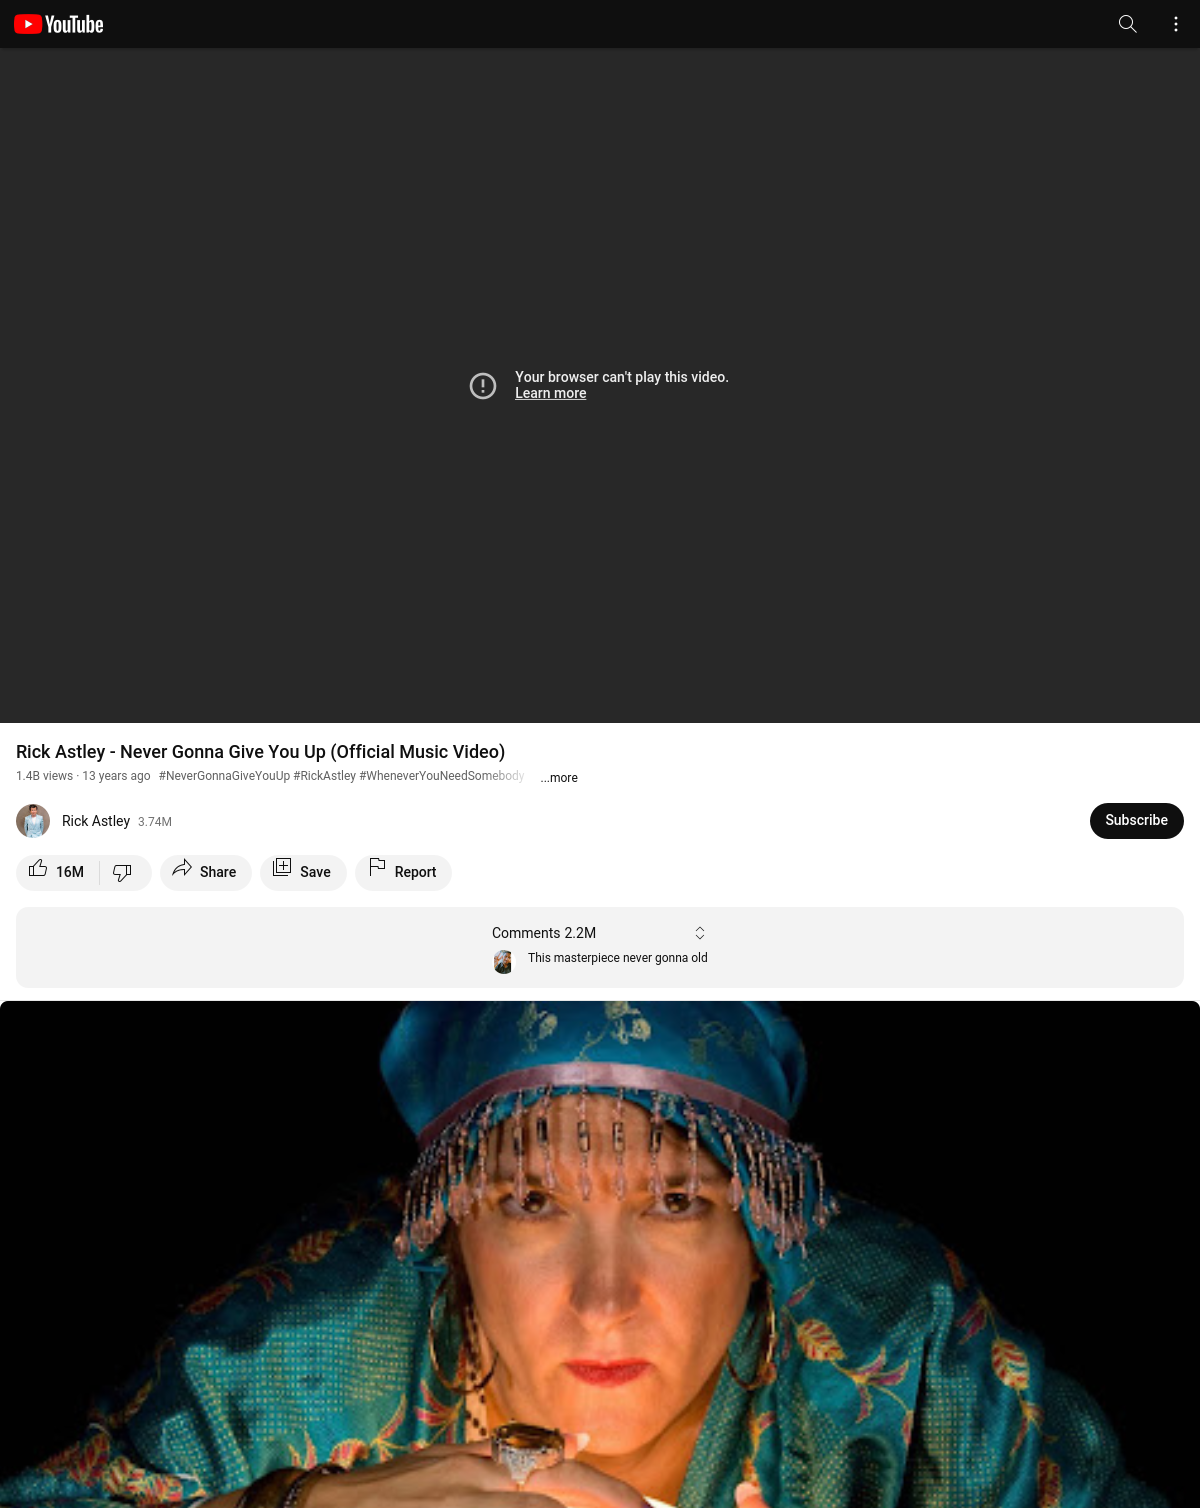 YouTube
Your browser can't play this video.
Learn more
Rick Astley - Never Gonna Give You Up (Official Music Video)
1.4B views · 13 years ago #NeverGonnaGiveYouUp #RickAstley #WheneverYouNeedSomebody ...more
Rick Astley 3.74M
Subscribe
16M Share Save Report
Comments 2.2M
This masterpiece never gonna old